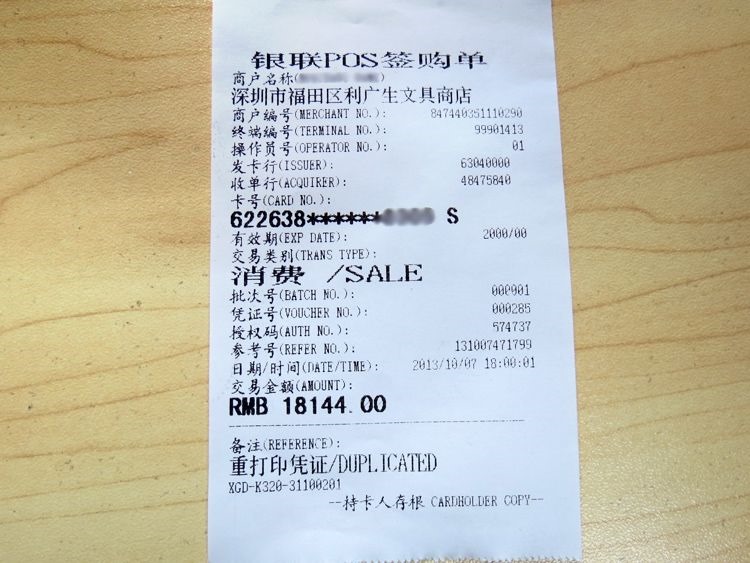 银联POS签购单
商户名称(
深圳市福田区利广生文具商店
商户编号(MERCHANT NO.): 847440351110290
终端编号(TERMINAL NO.): 99901413
操作员号(OPERATOR NO.): 01
发卡行(ISSUER): 63040000
收单行(ACQUIRER): 48475840
卡号(CARD NO.):
622638****** S
有效期(EXP DATE): 2000/00
交易类别(TRANS TYPE):
消费 /SALE
批次号(BATCH NO.): 000001
凭证号(VOUCHER NO.): 000285
授权码(AUTH NO.): 574737
参考号(REFER NO.): 131007471799
日期/时间(DATE/TIME): 2013/10/07 18:00:01
交易金额(AMOUNT):
RMB 18144.00
备注(REFERENCE):
重打印凭证/DUPLICATED
XGD-K320-31100201
--持卡人存根 CARDHOLDER COPY--